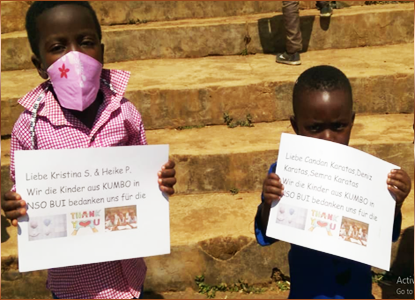 Liebe Kristina S. & Heike P.
Wir die Kinder aus KUMBO in
NSO BUI bedanken uns für die
THANK
YOU
Liebe Candan Karatas,Deniz
Karatas,Semra Karatas
Wir die Kinder aus KUMBO in
NSO BUI bedanken uns für die
THANK
YOU
Activ
Go to